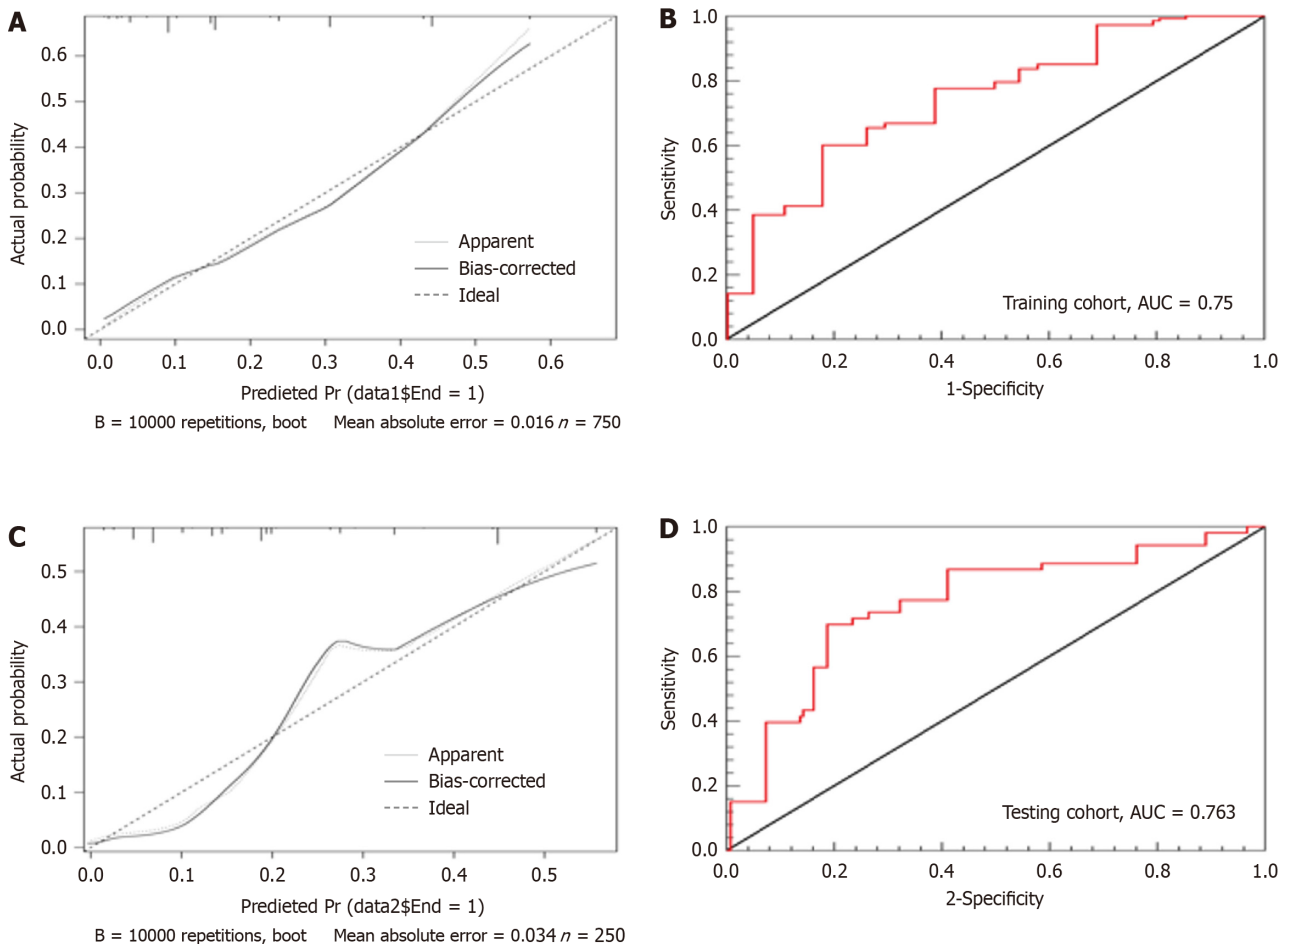 A
0.6
0.5
0.4
0.3
0.2
0.1
0.0
Actual probability
Apparent
Bias-corrected
Ideal
0.0 0.1 0.2 0.3 0.4 0.5 0.6
Predieted Pr (data1$End = 1)
B = 10000 repetitions, boot Mean absolute error = 0.016 n = 750
B
1.0
0.8
0.6
0.4
0.2
0.0
Sensitivity
Training cohort, AUC = 0.75
0.0 0.2 0.4 0.6 0.8 1.0
1-Specificity
C
0.5
0.4
0.3
0.2
0.1
0.0
Actual probability
Apparent
Bias-corrected
Ideal
0.0 0.1 0.2 0.3 0.4 0.5
Predieted Pr (data2$End = 1)
B = 10000 repetitions, boot Mean absolute error = 0.034 n = 250
D
1.0
0.8
0.6
0.4
0.2
0.0
Sensitivity
Testing cohort, AUC = 0.763
0.0 0.2 0.4 0.6 0.8 1.0
2-Specificity